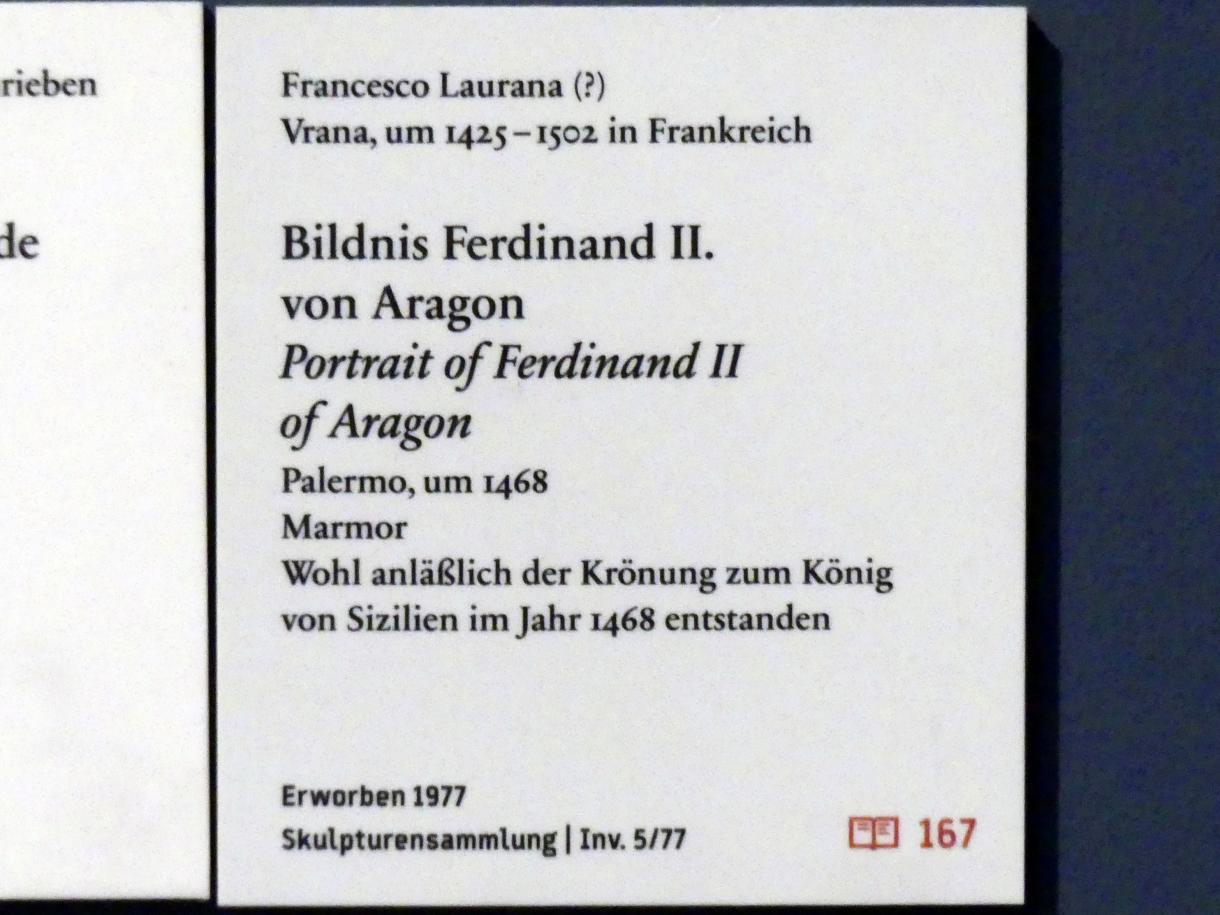 rieben
de
Francesco Laurana (?)
Vrana, um 1425–1502 in Frankreich
Bildnis Ferdinand II.
von Aragon
Portrait of Ferdinand II
of Aragon
Palermo, um 1468
Marmor
Wohl anläßlich der Krönung zum König
von Sizilien im Jahr 1468 entstanden
Erworben 1977
Skulpturensammlung | Inv. 5/77
167